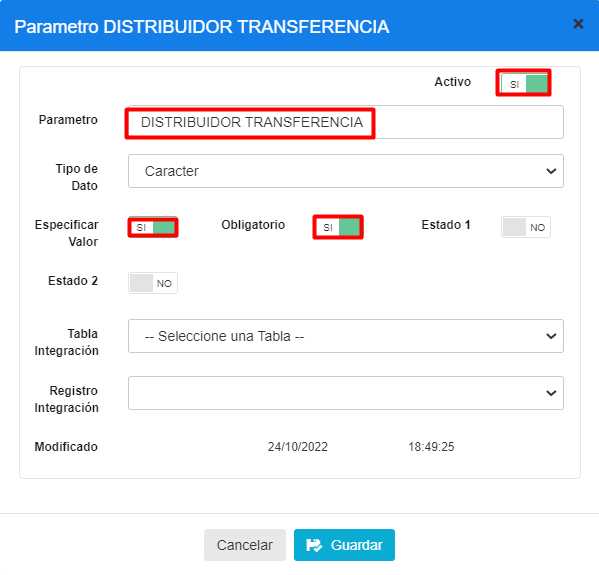 Parametro DISTRIBUIDOR TRANSFERENCIA ×
Activo SI
Parametro DISTRIBUIDOR TRANSFERENCIA
Tipo de Dato Caracter
Especificar Valor SI Obligatorio SI Estado 1 NO
Estado 2 NO
Tabla Integración -- Seleccione una Tabla --
Registro Integración
Modificado 24/10/2022 18:49:25
Cancelar Guardar